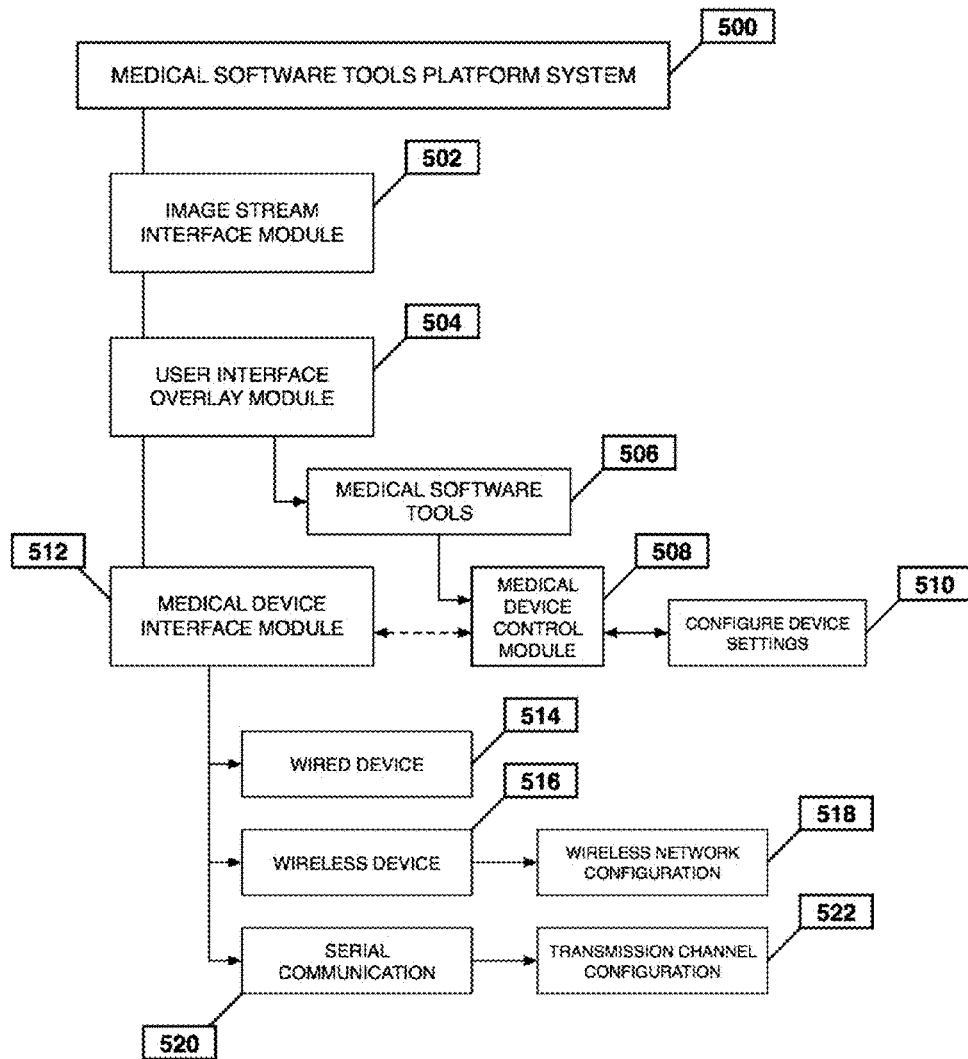 500
MEDICAL SOFTWARE TOOLS PLATFORM SYSTEM
502
IMAGE STREAM
INTERFACE MODULE
504
USER INTERFACE
OVERLAY MODULE
506
MEDICAL SOFTWARE
TOOLS
512
MEDICAL DEVICE
INTERFACE MODULE
508
MEDICAL
DEVICE
CONTROL
MODULE
510
CONFIGURE DEVICE
SETTINGS
514
WIRED DEVICE
516
WIRELESS DEVICE
518
WIRELESS NETWORK
CONFIGURATION
520
SERIAL
COMMUNICATION
522
TRANSMISSION CHANNEL
CONFIGURATION